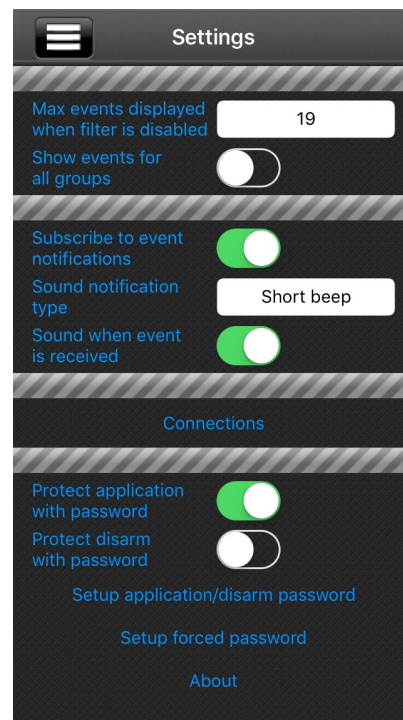 Settings
Max events displayed
when filter is disabled
19
Show events for
all groups
Subscribe to event
notifications
Sound notification
type
Short beep
Sound when event
is received
Connections
Protect application
with password
Protect disarm
with password
Setup application/disarm password
Setup forced password
About